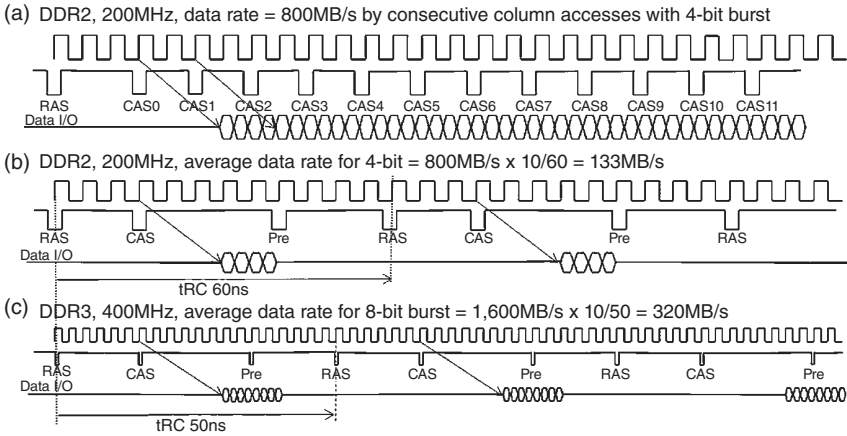 (a) DDR2, 200MHz, data rate = 800MB/s by consecutive column accesses with 4-bit burst
RAS CAS0 CAS1 CAS2 CAS3 CAS4 CAS5 CAS6 CAS7 CAS8 CAS9 CAS10 CAS11
Data I/O
(b) DDR2, 200MHz, average data rate for 4-bit = 800MB/s x 10/60 = 133MB/s
RAS CAS Pre RAS CAS Pre RAS
Data I/O
tRC 60ns
(c) DDR3, 400MHz, average data rate for 8-bit burst = 1,600MB/s x 10/50 = 320MB/s
RAS CAS Pre RAS CAS Pre RAS CAS Pre
Data I/O
tRC 50ns